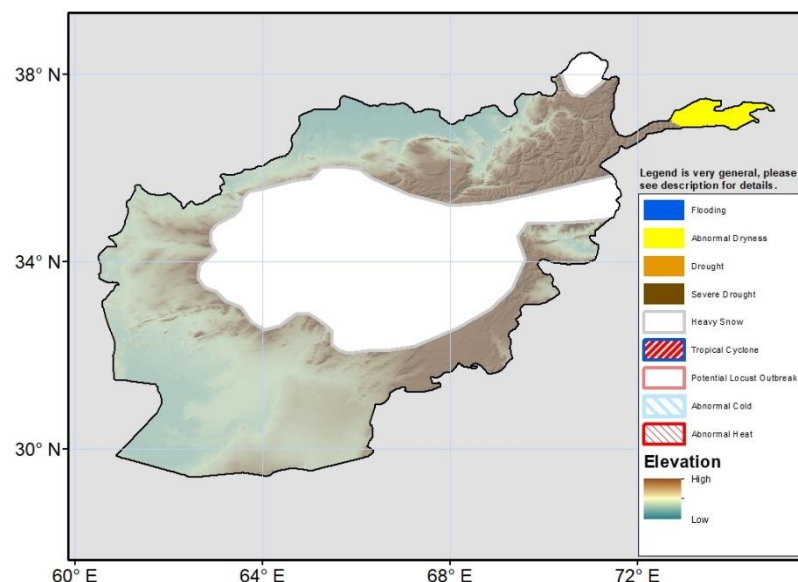 38° N
34° N
30° N
60° E
64° E
68° E
72° E
Legend is very general, please
see description for details.
Flooding
Abnormal Dryness
Drought
Severe Drought
Heavy Snow
Tropical Cyclone
Potential Locust Outbreak
Abnormal Cold
Abnormal Heat
Elevation
High
Low